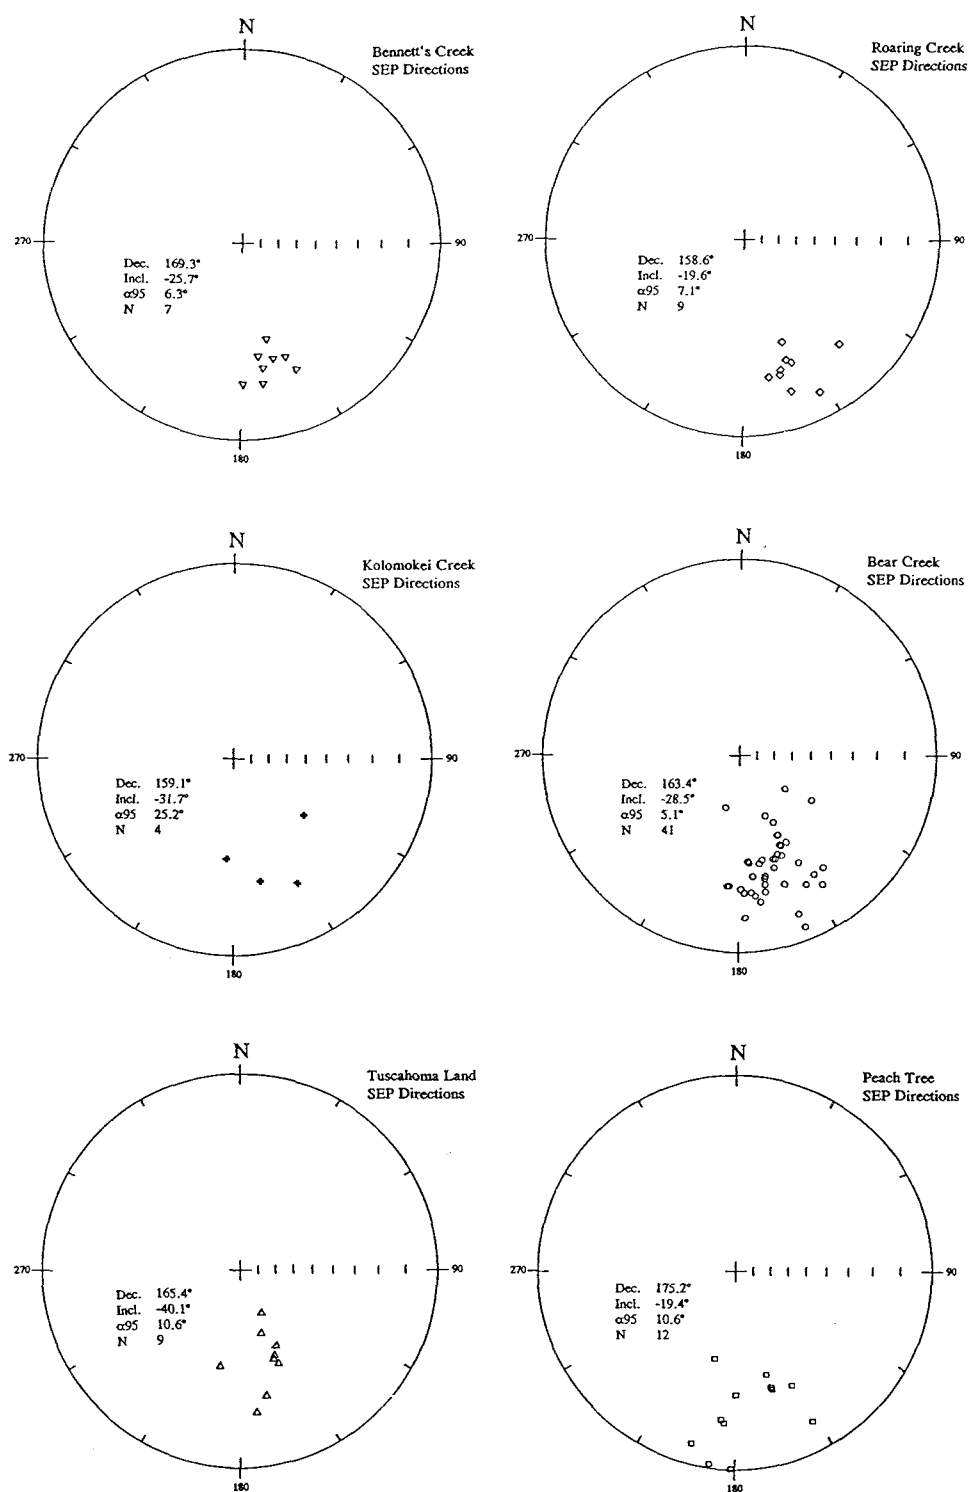 N
Bennett's Creek
SEP Directions
270
90
Dec. 169.3°
Incl. -25.7°
α95 6.3°
N 7
180
N
Roaring Creek
SEP Directions
270
90
Dec. 158.6°
Incl. -19.6°
α95 7.1°
N 9
180
N
Kolomokei Creek
SEP Directions
270
90
Dec. 159.1°
Incl. -31.7°
α95 25.2°
N 4
180
N
Bear Creek
SEP Directions
270
90
Dec. 163.4°
Incl. -28.5°
α95 5.1°
N 41
180
N
Tuscahoma Land
SEP Directions
270
90
Dec. 165.4°
Incl. -40.1°
α95 10.6°
N 9
180
N
Peach Tree
SEP Directions
270
90
Dec. 175.2°
Incl. -19.4°
α95 10.6°
N 12
180